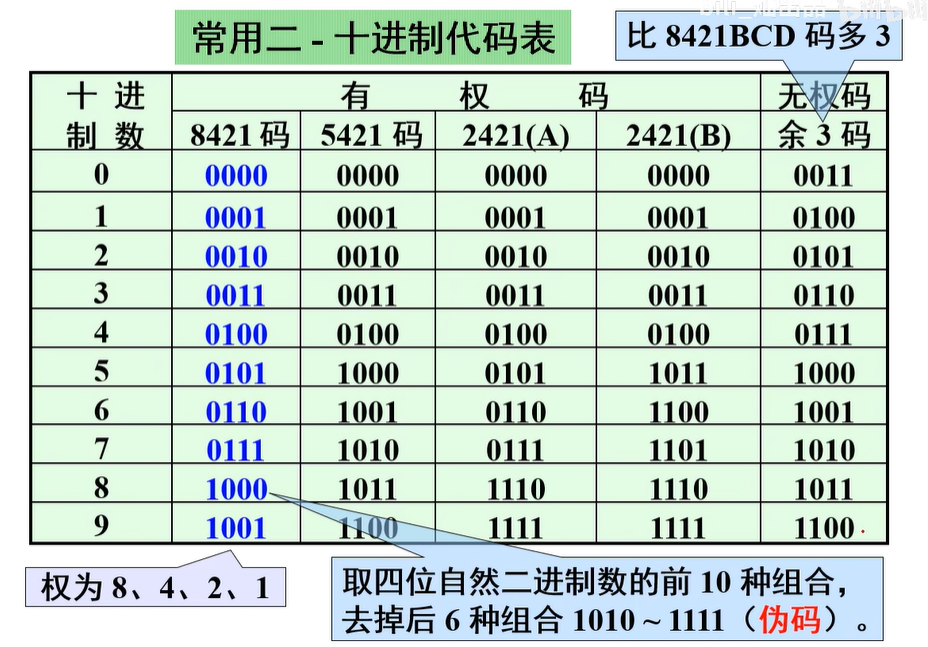 常用二 - 十进制代码表
比 8421BCD 码多 3
十 进 制 数 有 权 码 无权码
8421 码 5421 码 2421(A) 2421(B) 余 3 码
0 0000 0000 0000 0000 0011
1 0001 0001 0001 0001 0100
2 0010 0010 0010 0010 0101
3 0011 0011 0011 0011 0110
4 0100 0100 0100 0100 0111
5 0101 1000 0101 1011 1000
6 0110 1001 0110 1100 1001
7 0111 1010 0111 1101 1010
8 1000 1011 1110 1110 1011
9 1001 1100 1111 1111 1100
权为 8、4、2、1
取四位自然二进制数的前 10 种组合，
去掉后 6 种组合 1010 ~ 1111（伪码）。